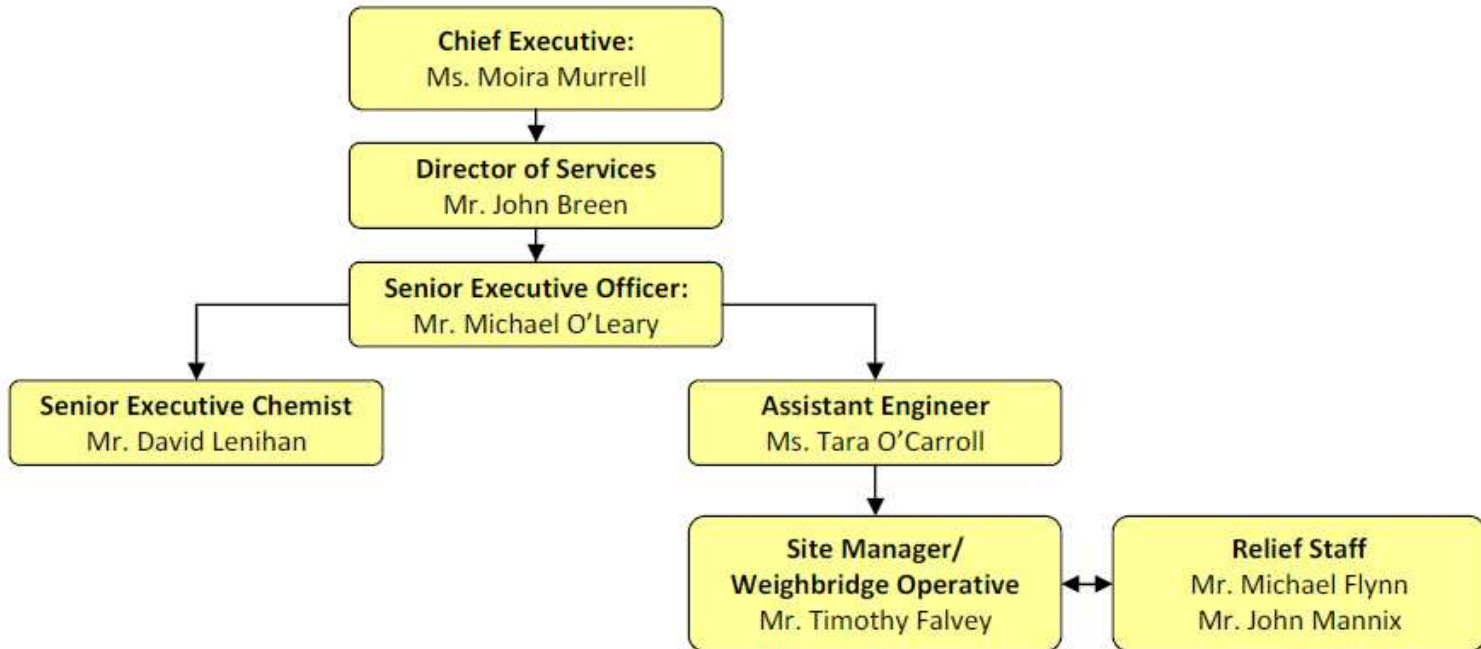 Chief Executive:
Ms. Moira Murrell
Director of Services
Mr. John Breen
Senior Executive Officer:
Mr. Michael O’Leary
Senior Executive Chemist
Mr. David Lenihan
Assistant Engineer
Ms. Tara O’Carroll
Site Manager/
Weighbridge Operative
Mr. Timothy Falvey
Relief Staff
Mr. Michael Flynn
Mr. John Mannix